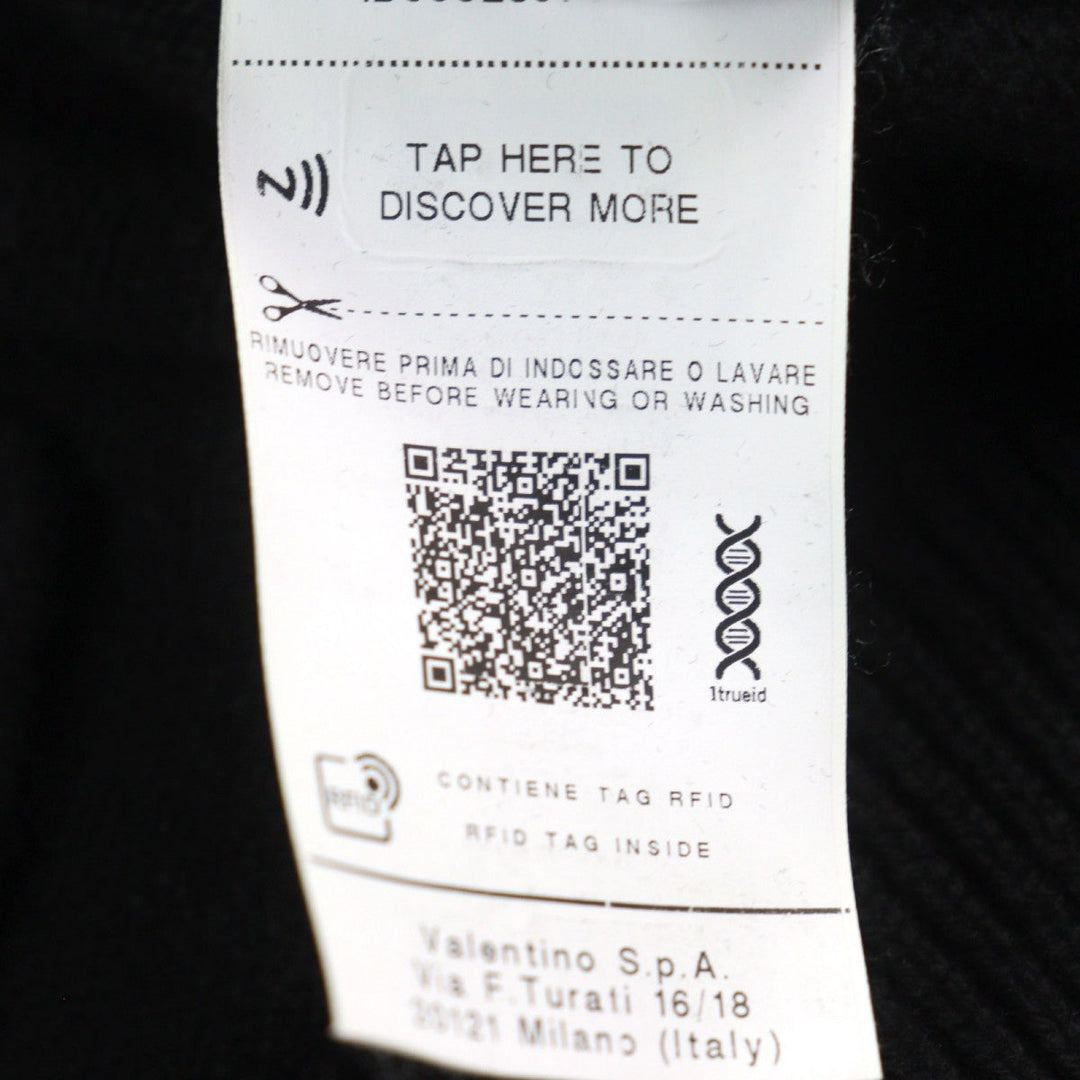 TAP HERE TO
DISCOVER MORE
RIMUOVERE PRIMA DI INDOSSARE O LAVARE
REMOVE BEFORE WEARING OR WASHING
1trueid
RFID
CONTIENE TAG RFID
RFID TAG INSIDE
Valentino S.p.A.
Via F.Turati 16/18
20121 Milano (Italy)